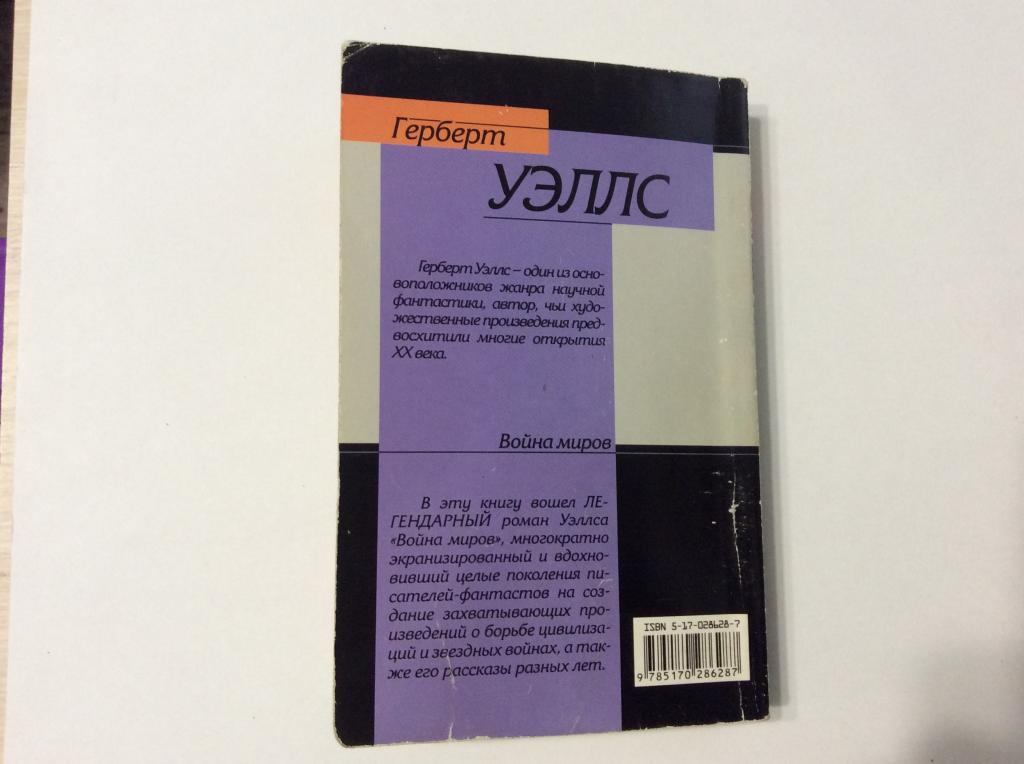 Герберт
УЭЛЛС
Герберт Уэллс – один из осно-
воположников жанра научной
фантастики, автор, чьи худо-
жественные произведения пред-
восхитили многие открытия
XX века.
Война миров
В эту книгу вошел ЛЕ-
ГЕНДАРНЫЙ роман Уэллса
«Война миров», многократно
экранизированный и вдохно-
вивший целые поколения пи-
сателей-фантастов на соз-
дание захватывающих про-
изведений о борьбе цивилиза-
ций и звездных войнах, а так-
же его рассказы разных лет.
ISBN 5-17-028628-7
9 785170 286287